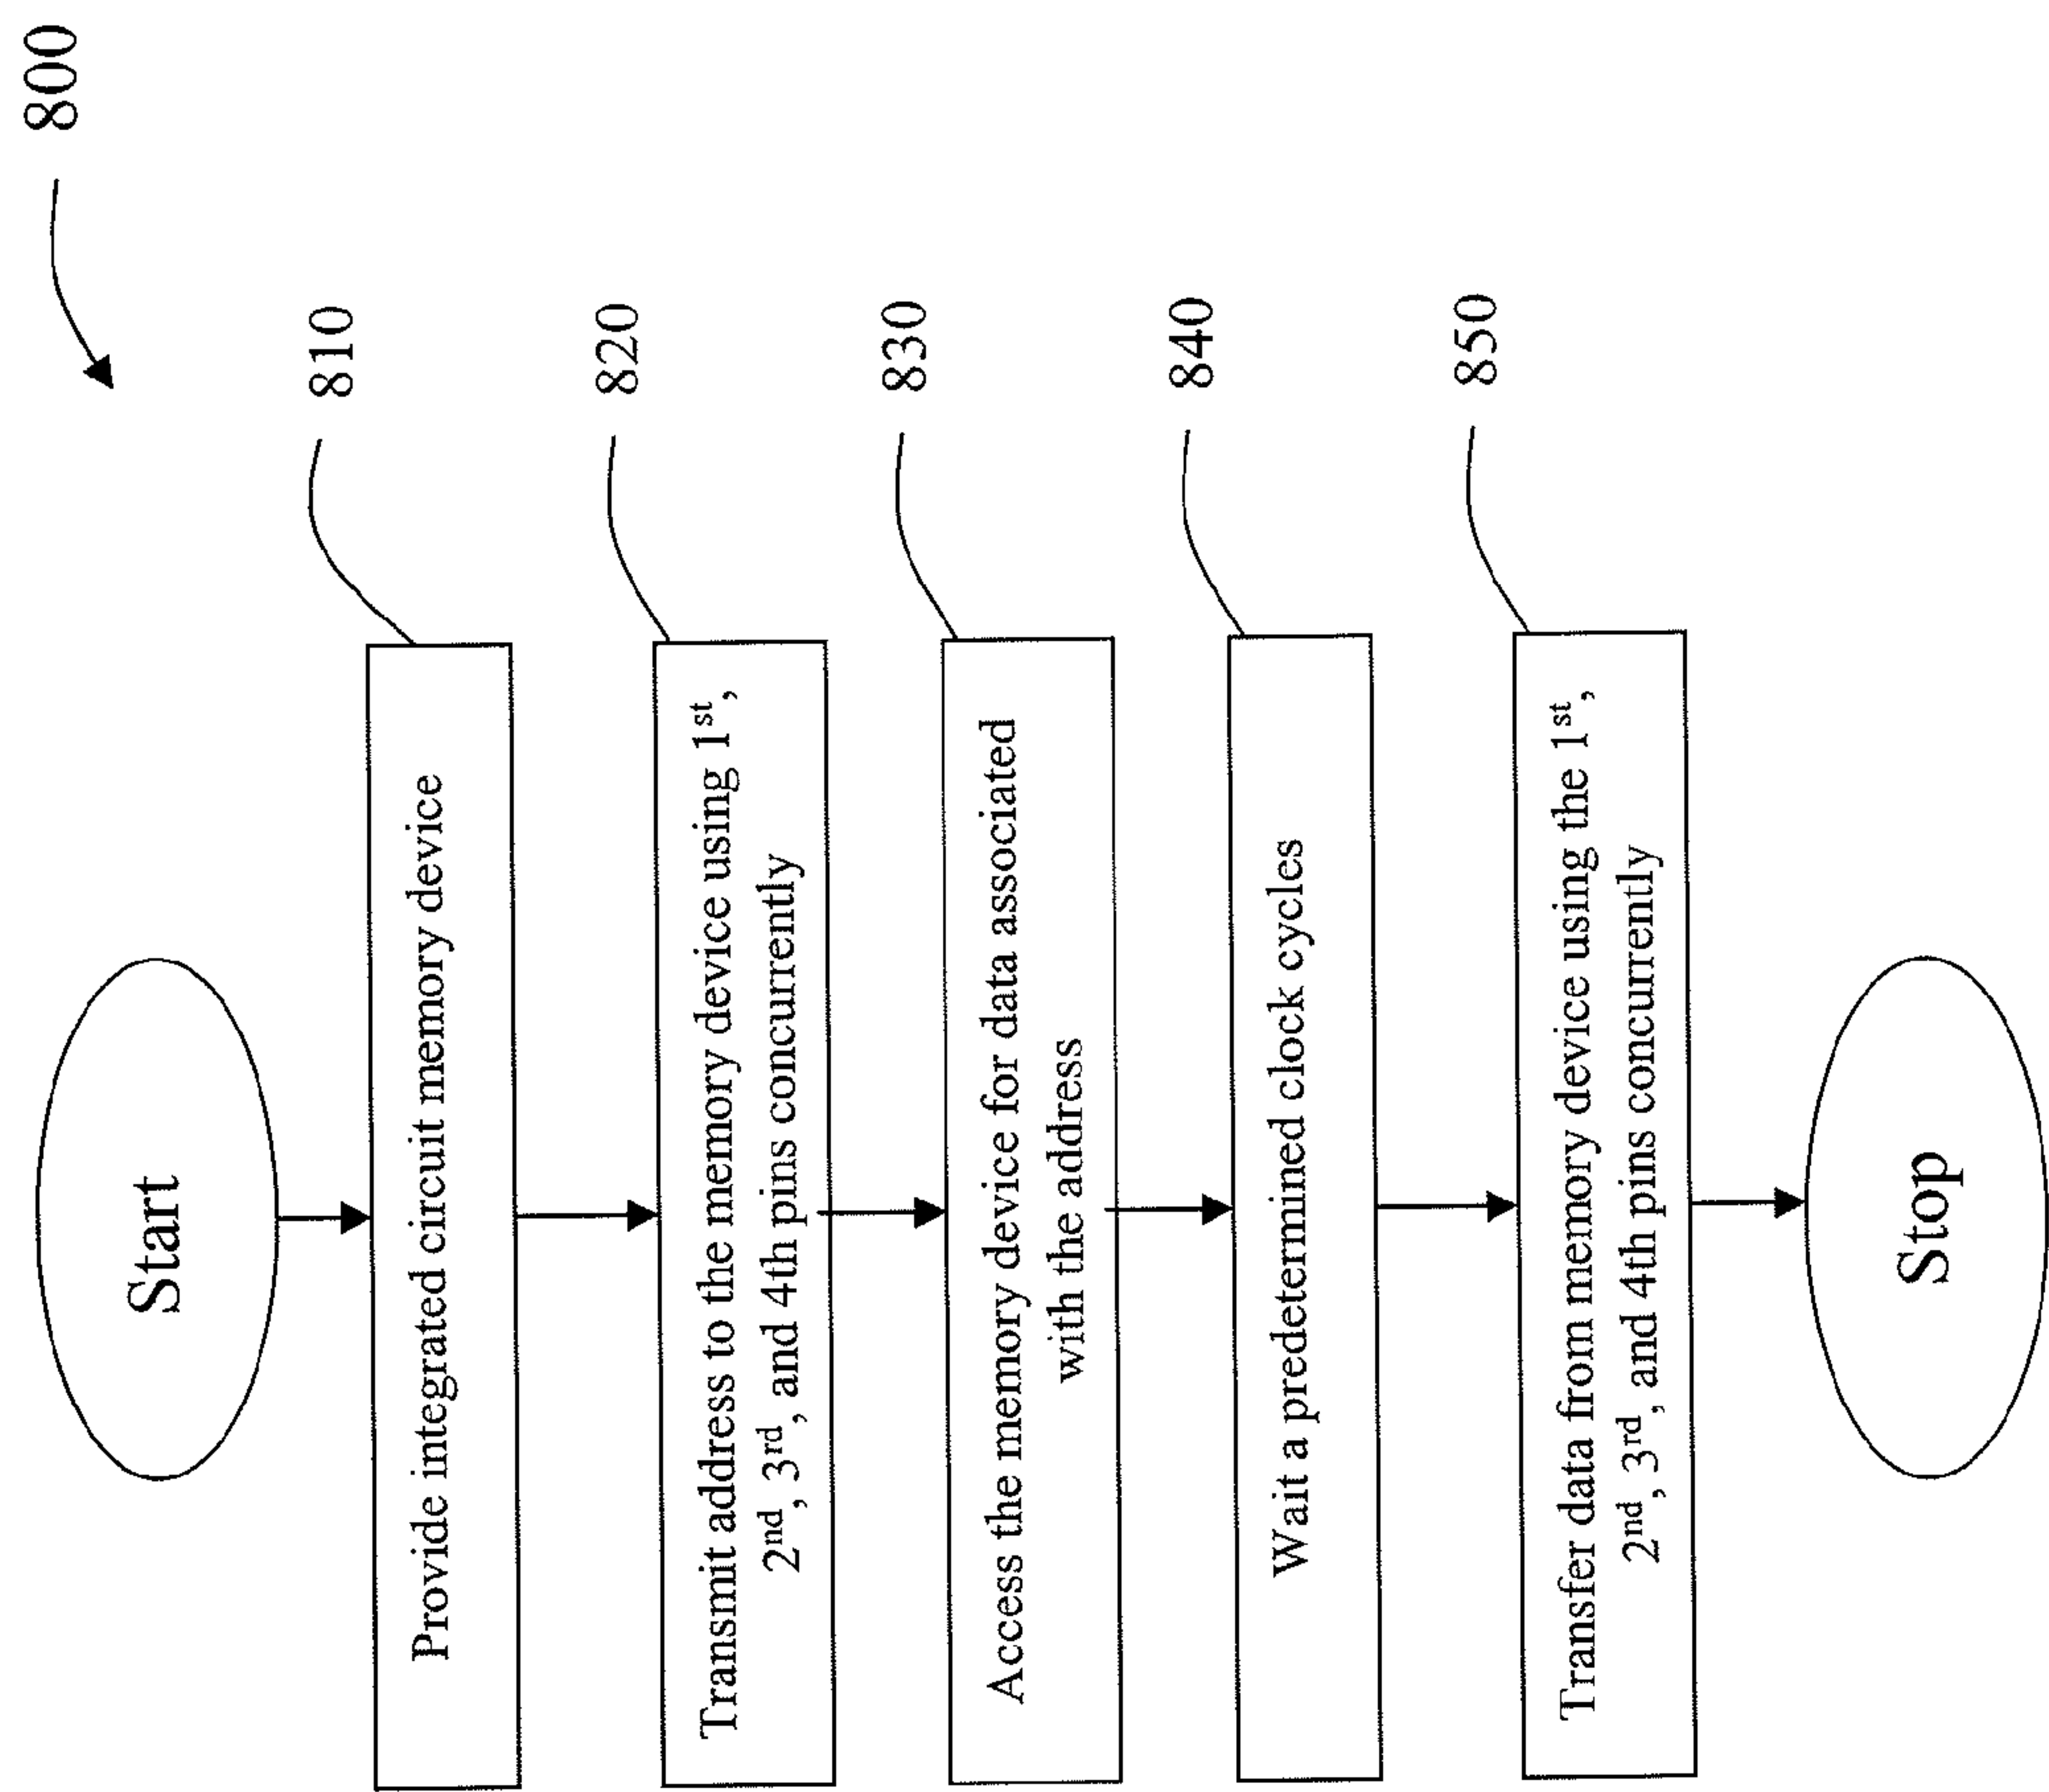 800
Start
810
Provide integrated circuit memory device
820
Transmit address to the memory device using 1st,
2nd, 3rd, and 4th pins concurrently
830
Access the memory device for data associated
with the address
840
Wait a predetermined clock cycles
850
Transfer data from memory device using the 1st,
2nd, 3rd, and 4th pins concurrently
Stop